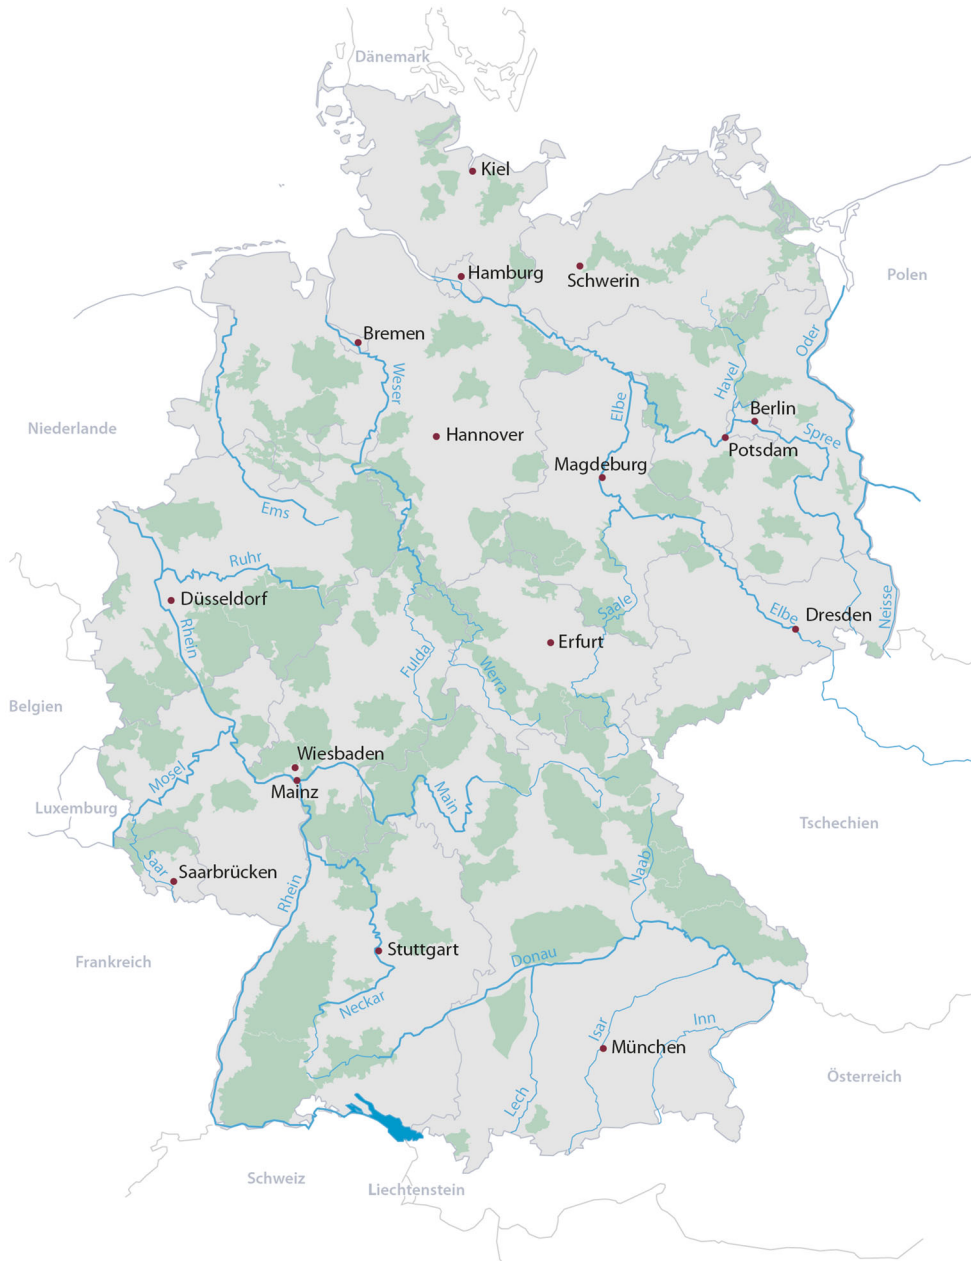 Dänemark
Kiel
Polen
Hamburg
Schwerin
Oder
Bremen
Weser
Havel
Elbe
Berlin
Niederlande
Hannover
Spree
Potsdam
Magdeburg
Ems
Ruhr
Düsseldorf
Saale
Neisse
Elbe
Dresden
Rhein
Erfurt
Fulda
Werra
Belgien
Wiesbaden
Mosel
Mainz
Main
Luxemburg
Tschechien
Saar
Saarbrücken
Naab
Rhein
Stuttgart
Donau
Frankreich
Neckar
Isar
Inn
München
Österreich
Lech
Schweiz
Liechtenstein